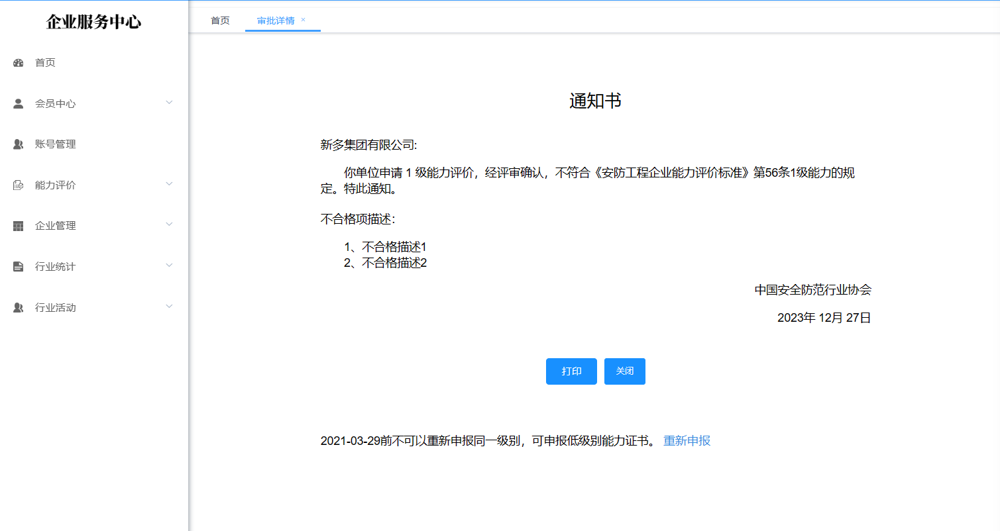 企业服务中心
首页
会员中心
账号管理
能力评价
企业管理
行业统计
行业活动
首页
审批详情 ×
通知书
新多集团有限公司:
你单位申请 1 级能力评价，经评审确认，不符合《安防工程企业能力评价标准》第56条1级能力的规
定。特此通知。
不合格项描述：
1、不合格描述1
2、不合格描述2
中国安全防范行业协会
2023年 12月 27日
打印
关闭
2021-03-29前不可以重新申报同一级别，可申报低级别能力证书。 重新申报